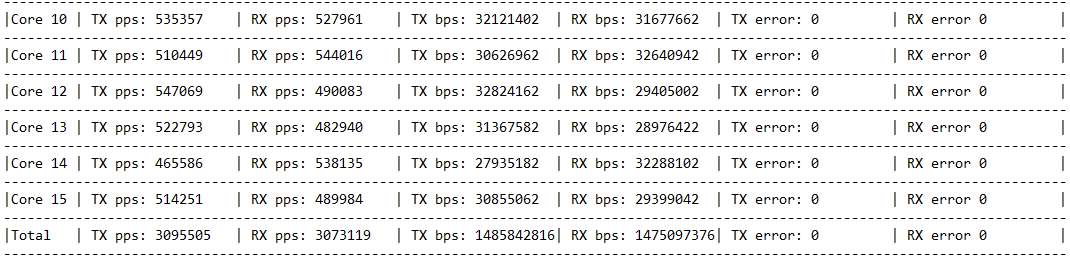 |Core 10 | TX pps: 535357 | RX pps: 527961 | TX bps: 32121402 | RX bps: 31677662 | TX error: 0 | RX error 0 |
|Core 11 | TX pps: 510449 | RX pps: 544016 | TX bps: 30626962 | RX bps: 32640942 | TX error: 0 | RX error 0 |
|Core 12 | TX pps: 547069 | RX pps: 490083 | TX bps: 32824162 | RX bps: 29405002 | TX error: 0 | RX error 0 |
|Core 13 | TX pps: 522793 | RX pps: 482940 | TX bps: 31367582 | RX bps: 28976422 | TX error: 0 | RX error 0 |
|Core 14 | TX pps: 465586 | RX pps: 538135 | TX bps: 27935182 | RX bps: 32288102 | TX error: 0 | RX error 0 |
|Core 15 | TX pps: 514251 | RX pps: 489984 | TX bps: 30855062 | RX bps: 29399042 | TX error: 0 | RX error 0 |
|Total | TX pps: 3095505 | RX pps: 3073119 | TX bps: 1485842816| RX bps: 1475097376| TX error: 0 | RX error 0 |